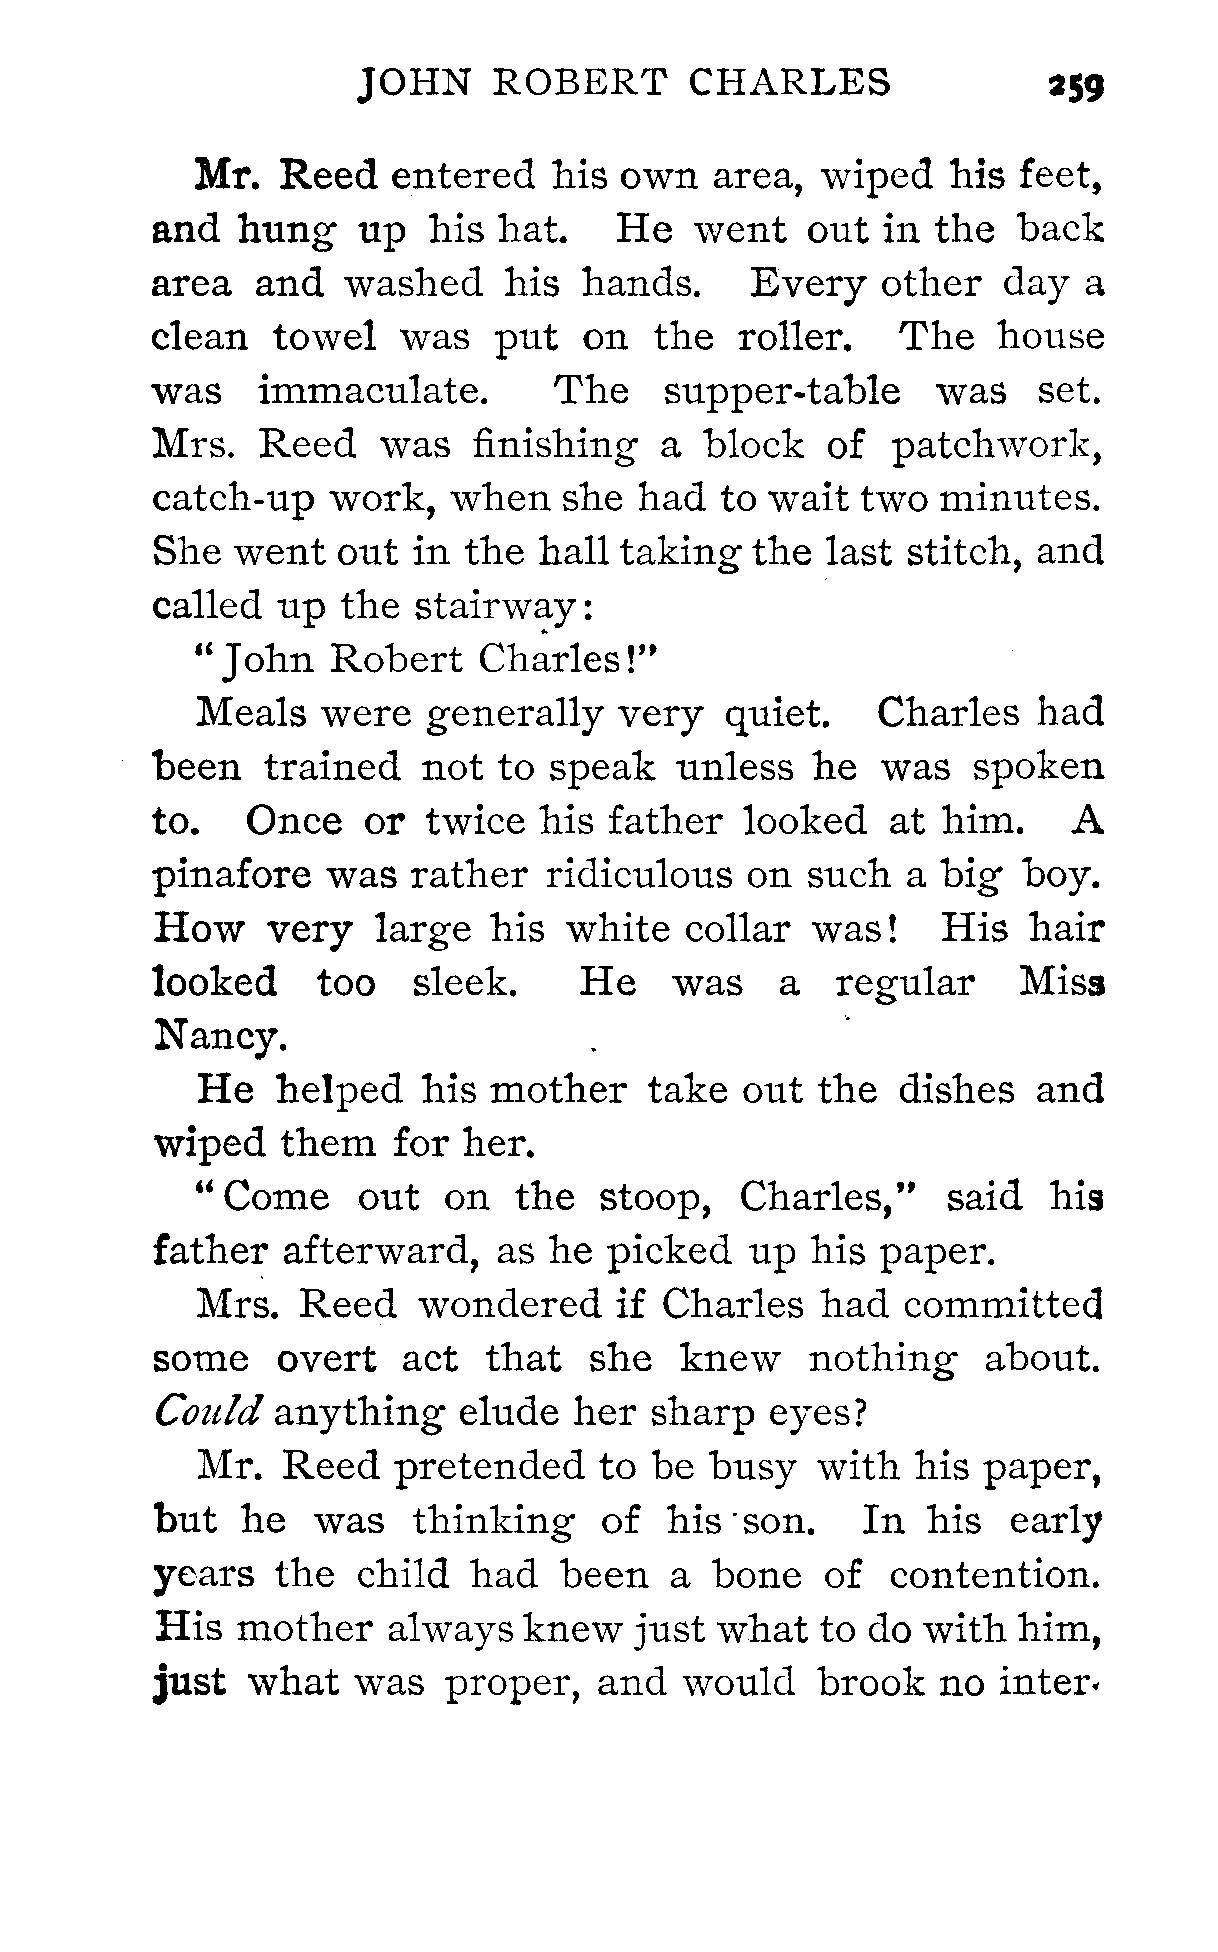 JOHN ROBERT CHARLES 259
Mr. Reed entered his own area, wiped his feet,
and hung up his hat. He went out in the back
area and washed his hands. Every other day a
clean towel was put on the roller. The house
was immaculate. The supper-table was set.
Mrs. Reed was finishing a block of patchwork,
catch-up work, when she had to wait two minutes.
She went out in the hall taking the last stitch, and
called up the stairway:
"John Robert Charles!"
Meals were generally very quiet. Charles had
been trained not to speak unless he was spoken
to. Once or twice his father looked at him. A
pinafore was rather ridiculous on such a big boy.
How very large his white collar was! His hair
looked too sleek. He was a regular Miss
Nancy.
He helped his mother take out the dishes and
wiped them for her.
"Come out on the stoop, Charles," said his
father afterward, as he picked up his paper.
Mrs. Reed wondered if Charles had committed
some overt act that she knew nothing about.
Could anything elude her sharp eyes?
Mr. Reed pretended to be busy with his paper,
but he was thinking of his son. In his early
years the child had been a bone of contention.
His mother always knew just what to do with him,
just what was proper, and would brook no inter-